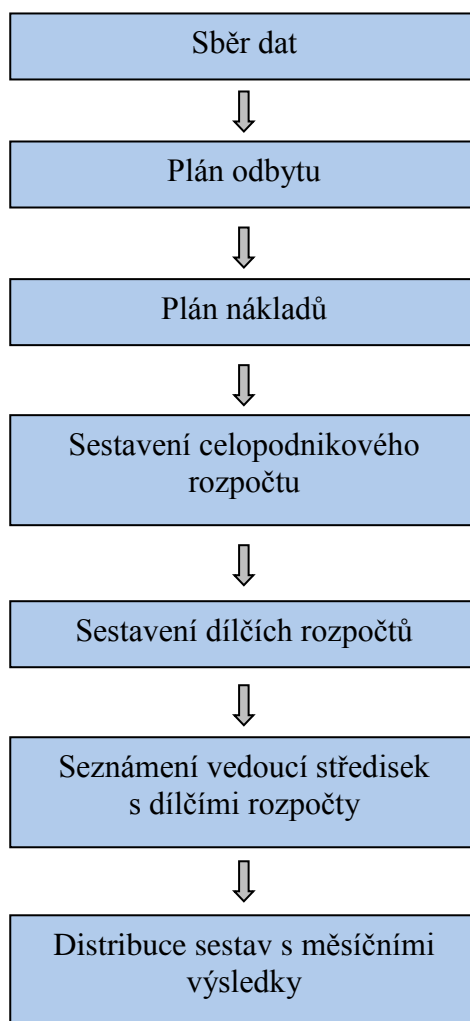 Sběr dat
Plán odbytu
Plán nákladů
Sestavení celopodnikového
rozpočtu
Sestavení dílčích rozpočtů
Seznámení vedoucí středisek
s dílčími rozpočty
Distribuce sestav s měsíčními
výsledky